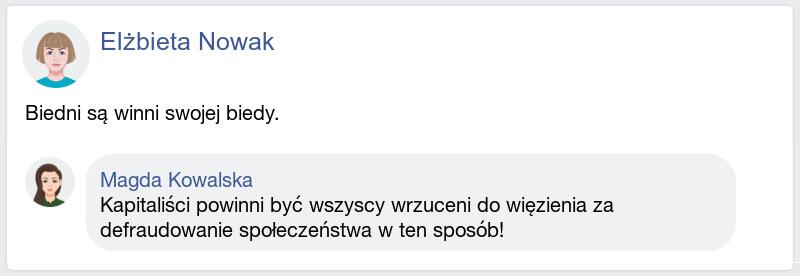 Elżbieta Nowak
Biedni są winni swojej biedy.
Magda Kowalska
Kapitaliści powinni być wszyscy wrzuceni do więzienia za
defraudowanie społeczeństwa w ten sposób!